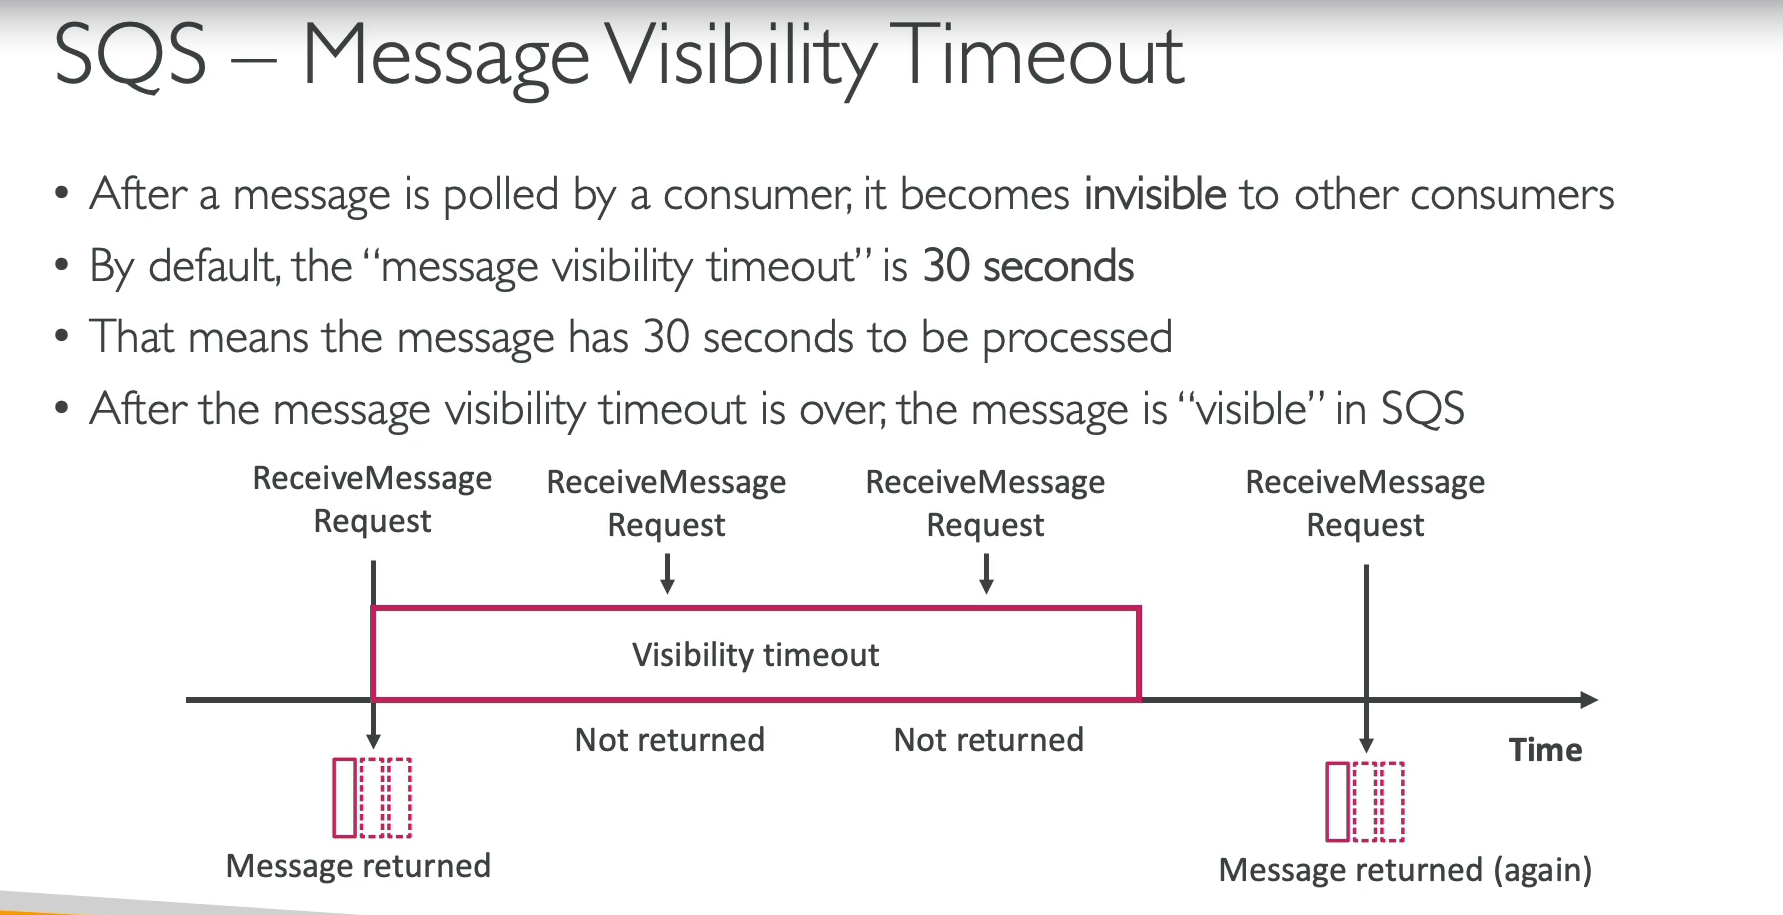 SQS – Message Visibility Timeout
• After a message is polled by a consumer, it becomes invisible to other consumers
• By default, the “message visibility timeout” is 30 seconds
• That means the message has 30 seconds to be processed
• After the message visibility timeout is over, the message is “visible” in SQS
ReceiveMessage
Request
ReceiveMessage
Request
ReceiveMessage
Request
ReceiveMessage
Request
Visibility timeout
Not returned
Not returned
Time
Message returned
Message returned (again)